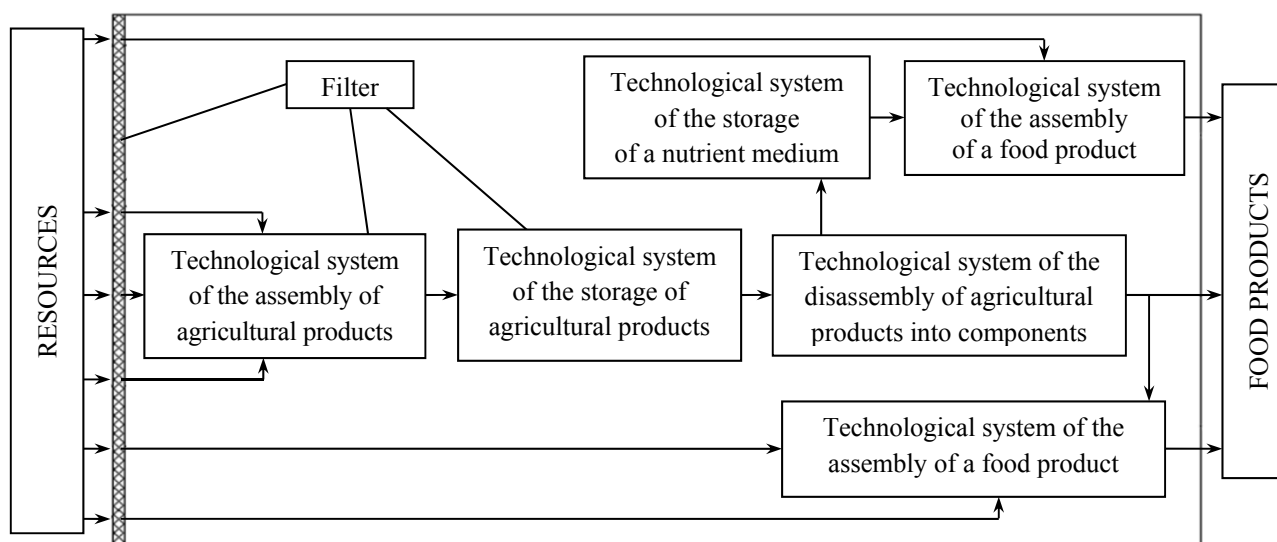 RESOURCES
Filter
Technological system
of the storage
of a nutrient medium
Technological system
of the assembly
of a food product
Technological system
of the assembly of
agricultural products
Technological system
of the storage of
agricultural products
Technological system of the
disassembly of agricultural
products into components
Technological system of the
assembly of a food product
FOOD PRODUCTS